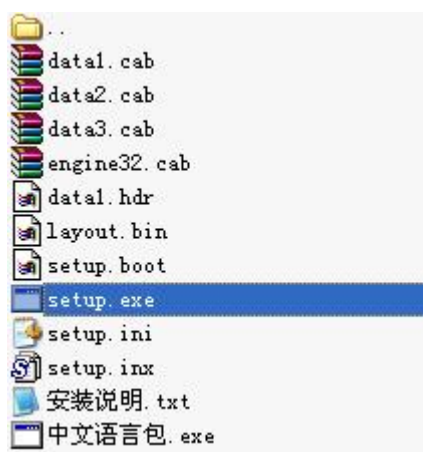 ..
data1.cab
data2.cab
data3.cab
engine32.cab
data1.hdr
layout.bin
setup.boot
setup.exe
setup.ini
setup.inx
安装说明.txt
中文语言包.exe